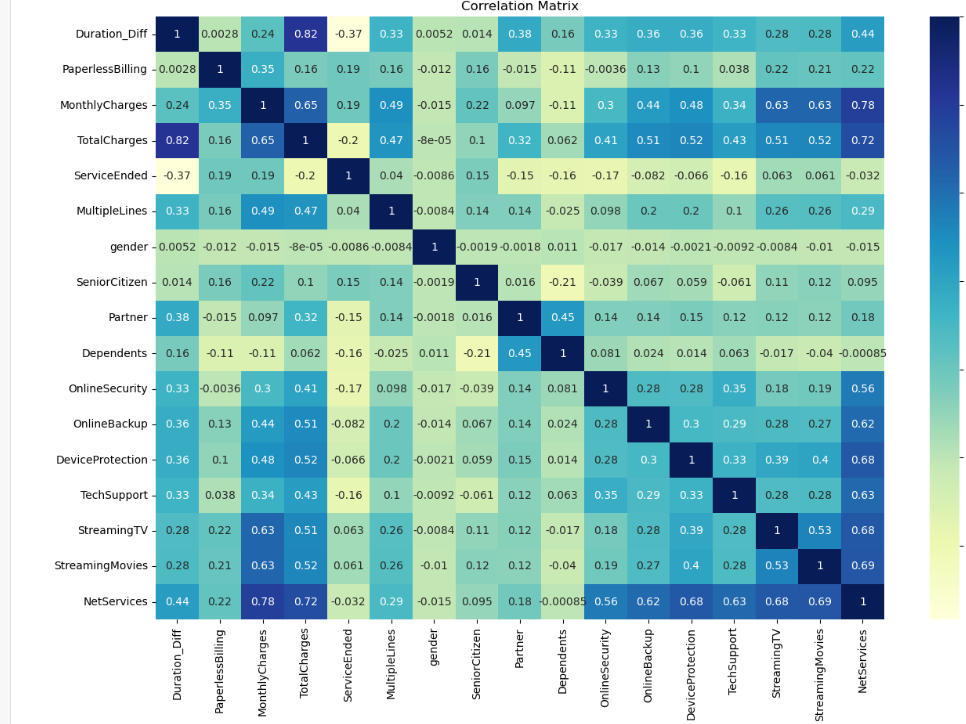 Correlation Matrix
Duration_Diff 1 0.0028 0.24 0.82 -0.37 0.33 0.0052 0.014 0.38 0.16 0.33 0.36 0.36 0.33 0.28 0.28 0.44
PaperlessBilling 0.0028 1 0.35 0.16 0.19 0.16 -0.012 0.16 -0.015 -0.11 -0.0036 0.13 0.1 0.038 0.22 0.21 0.22
MonthlyCharges 0.24 0.35 1 0.65 0.19 0.49 -0.015 0.22 0.097 -0.11 0.3 0.44 0.48 0.34 0.63 0.63 0.78
TotalCharges 0.82 0.16 0.65 1 -0.2 0.47 -8e-05 0.1 0.32 0.062 0.41 0.51 0.52 0.43 0.51 0.52 0.72
ServiceEnded -0.37 0.19 0.19 -0.2 1 0.04 -0.0086 0.15 -0.15 -0.16 -0.17 -0.082 -0.066 -0.16 0.063 0.061 -0.032
MultipleLines 0.33 0.16 0.49 0.47 0.04 1 -0.0084 0.14 0.14 -0.025 0.098 0.2 0.2 0.1 0.26 0.26 0.29
gender 0.0052 -0.012 -0.015 -8e-05 -0.0086 -0.0084 1 -0.0019 -0.0018 0.011 -0.017 -0.014 -0.0021 -0.0092 -0.0084 -0.01 -0.015
SeniorCitizen 0.014 0.16 0.22 0.1 0.15 0.14 -0.0019 1 0.016 -0.21 -0.039 0.067 0.059 -0.061 0.11 0.12 0.095
Partner 0.38 -0.015 0.097 0.32 -0.15 0.14 -0.0018 0.016 1 0.45 0.14 0.14 0.15 0.12 0.12 0.12 0.18
Dependents 0.16 -0.11 -0.11 0.062 -0.16 -0.025 0.011 -0.21 0.45 1 0.081 0.024 0.014 0.063 -0.017 -0.04 -0.00085
OnlineSecurity 0.33 -0.0036 0.3 0.41 -0.17 0.098 -0.017 -0.039 0.14 0.081 1 0.28 0.28 0.35 0.18 0.19 0.56
OnlineBackup 0.36 0.13 0.44 0.51 -0.082 0.2 -0.014 0.067 0.14 0.024 0.28 1 0.3 0.29 0.28 0.27 0.62
DeviceProtection 0.36 0.1 0.48 0.52 -0.066 0.2 -0.0021 0.059 0.15 0.014 0.28 0.3 1 0.33 0.39 0.4 0.68
TechSupport 0.33 0.038 0.34 0.43 -0.16 0.1 -0.0092 -0.061 0.12 0.063 0.35 0.29 0.33 1 0.28 0.28 0.63
StreamingTV 0.28 0.22 0.63 0.51 0.063 0.26 -0.0084 0.11 0.12 -0.017 0.18 0.28 0.39 0.28 1 0.53 0.68
StreamingMovies 0.28 0.21 0.63 0.52 0.061 0.26 -0.01 0.12 0.12 -0.04 0.19 0.27 0.4 0.28 0.53 1 0.69
NetServices 0.44 0.22 0.78 0.72 -0.032 0.29 -0.015 0.095 0.18 -0.00085 0.56 0.62 0.68 0.63 0.68 0.69 1
Duration_Diff
PaperlessBilling
MonthlyCharges
TotalCharges
ServiceEnded
MultipleLines
gender
SeniorCitizen
Partner
Dependents
OnlineSecurity
OnlineBackup
DeviceProtection
TechSupport
StreamingTV
StreamingMovies
NetServices